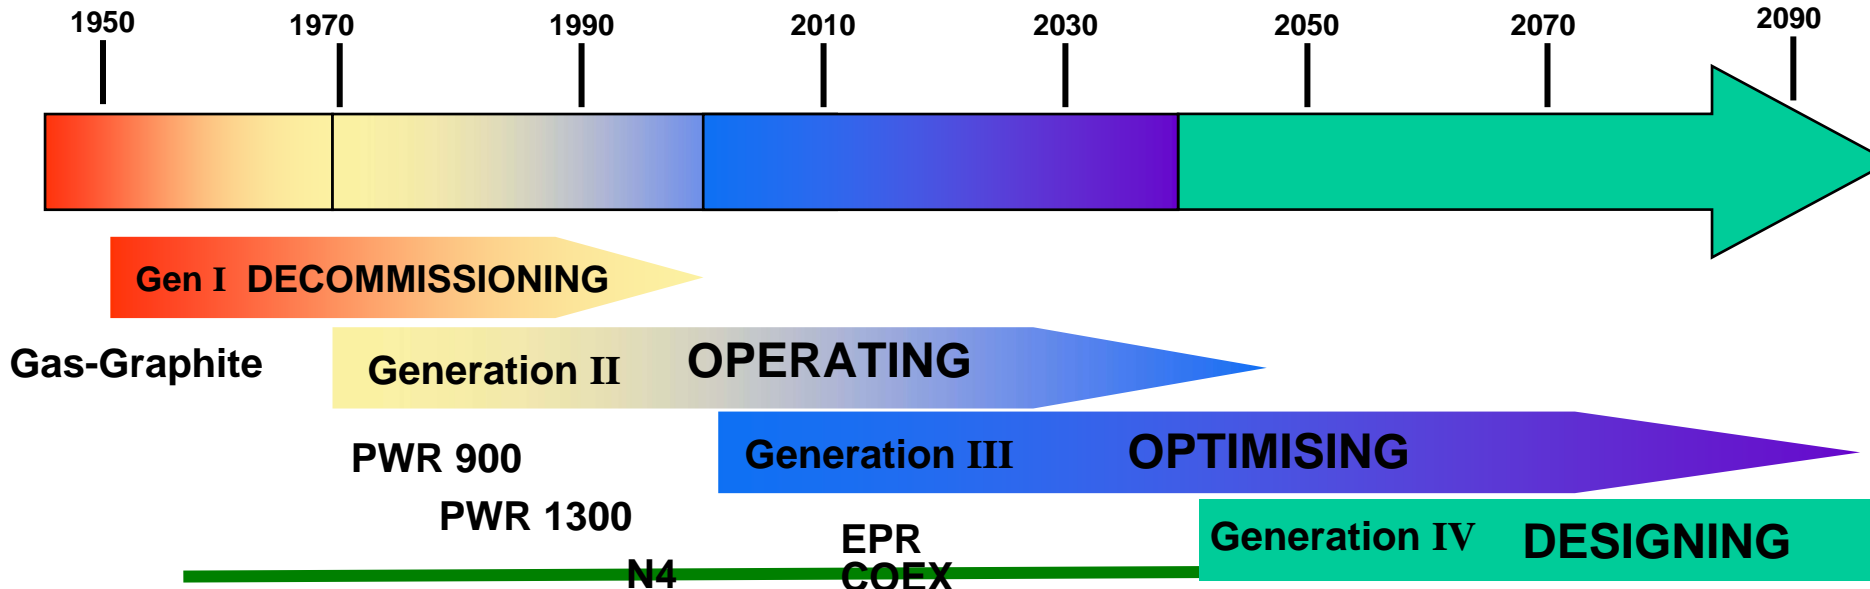 1950 1970 1990 2010 2030 2050 2070 2090
Gen I DECOMMISSIONING
Gas-Graphite
Generation II OPERATING
PWR 900
Generation III OPTIMISING
PWR 1300
Generation IV DESIGNING
EPR
N4
COEX